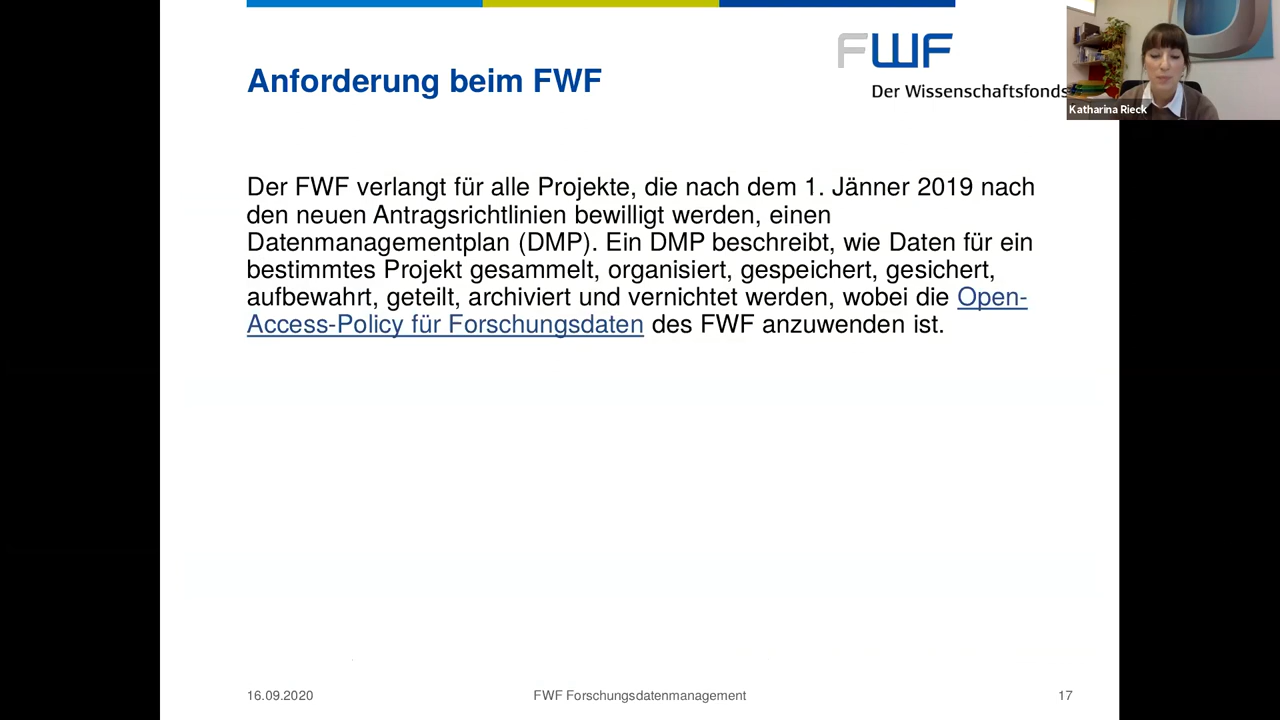 Anforderung beim FWF
FWF
Der Wissenschaftsfonds
Katharina Rieck
Der FWF verlangt für alle Projekte, die nach dem 1. Jänner 2019 nach
den neuen Antragsrichtlinien bewilligt werden, einen
Datenmanagementplan (DMP). Ein DMP beschreibt, wie Daten für ein
bestimmtes Projekt gesammelt, organisiert, gespeichert, gesichert,
aufbewahrt, geteilt, archiviert und vernichtet werden, wobei die Open-
Access-Policy für Forschungsdaten des FWF anzuwenden ist.
16.09.2020
FWF Forschungsdatenmanagement
17